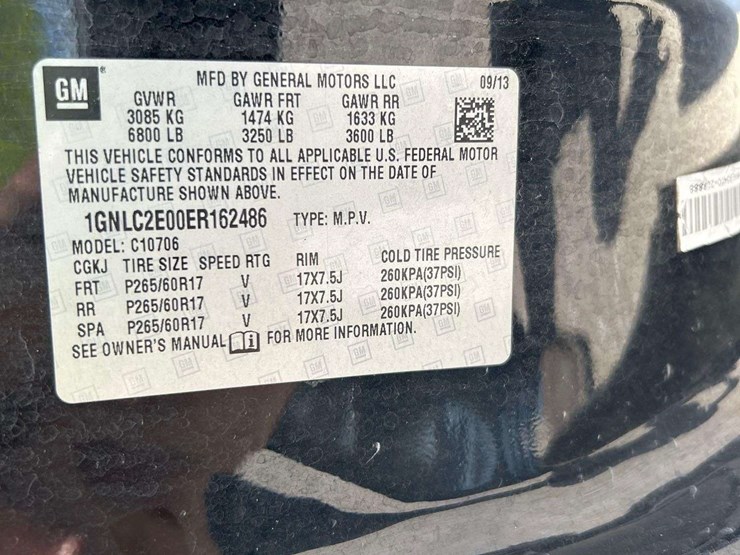 GM
MFD BY GENERAL MOTORS LLC 09/13
GVWR GAWR FRT GAWR RR
3085 KG 1474 KG 1633 KG
6800 LB 3250 LB 3600 LB
THIS VEHICLE CONFORMS TO ALL APPLICABLE U.S. FEDERAL MOTOR
VEHICLE SAFETY STANDARDS IN EFFECT ON THE DATE OF
MANUFACTURE SHOWN ABOVE.
1GNLC2E00ER162486 TYPE: M.P.V.
MODEL: C10706
CGKJ TIRE SIZE SPEED RTG RIM COLD TIRE PRESSURE
FRT P265/60R17 V 17X7.5J 260KPA(37PSI)
RR P265/60R17 V 17X7.5J 260KPA(37PSI)
SPA P265/60R17 V 17X7.5J 260KPA(37PSI)
SEE OWNER'S MANUAL FOR MORE INFORMATION.